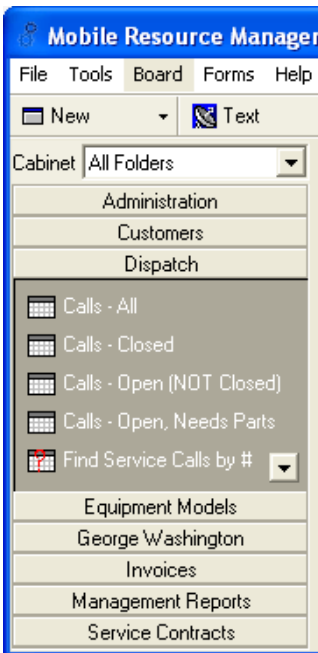 Mobile Resource Manager
File Tools Board Forms Help
New Text
Cabinet All Folders
Administration
Customers
Dispatch
Calls - All
Calls - Closed
Calls - Open (NOT Closed)
Calls - Open, Needs Parts
Find Service Calls by #
Equipment Models
George Washington
Invoices
Management Reports
Service Contracts